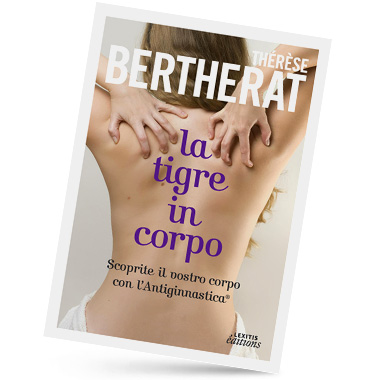 THÉRÈSE
BERTHERAT
la
tigre
in
corpo
Scoprite il vostro corpo
con l'Antiginnastica®
LEXITIS
éditions